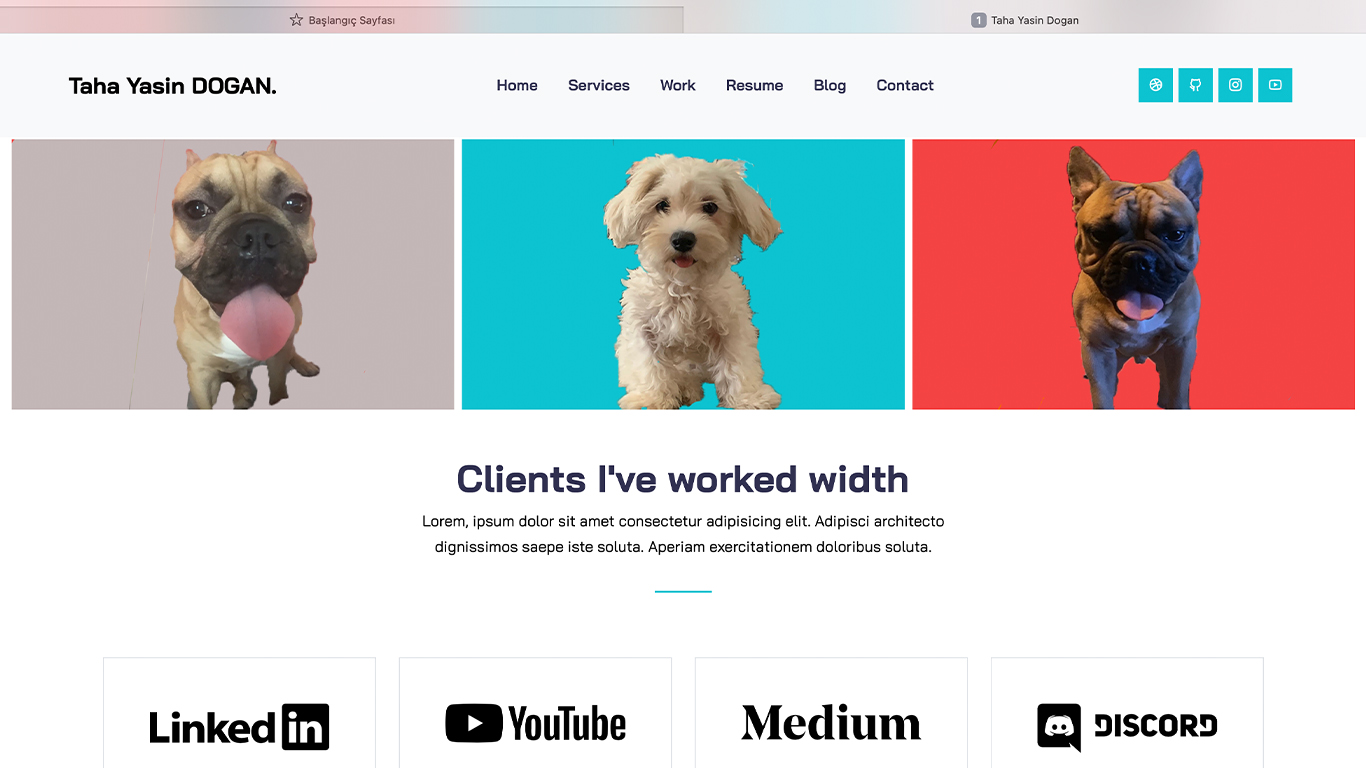 Başlangıç Sayfası
1 Taha Yasin Dogan
Taha Yasin DOGAN.
Home Services Work Resume Blog Contact
Clients I've worked width
Lorem, ipsum dolor sit amet consectetur adipisicing elit. Adipisci architecto
dignissimos saepe iste soluta. Aperiam exercitationem doloribus soluta.
Linked in
YouTube
Medium
DISCORD